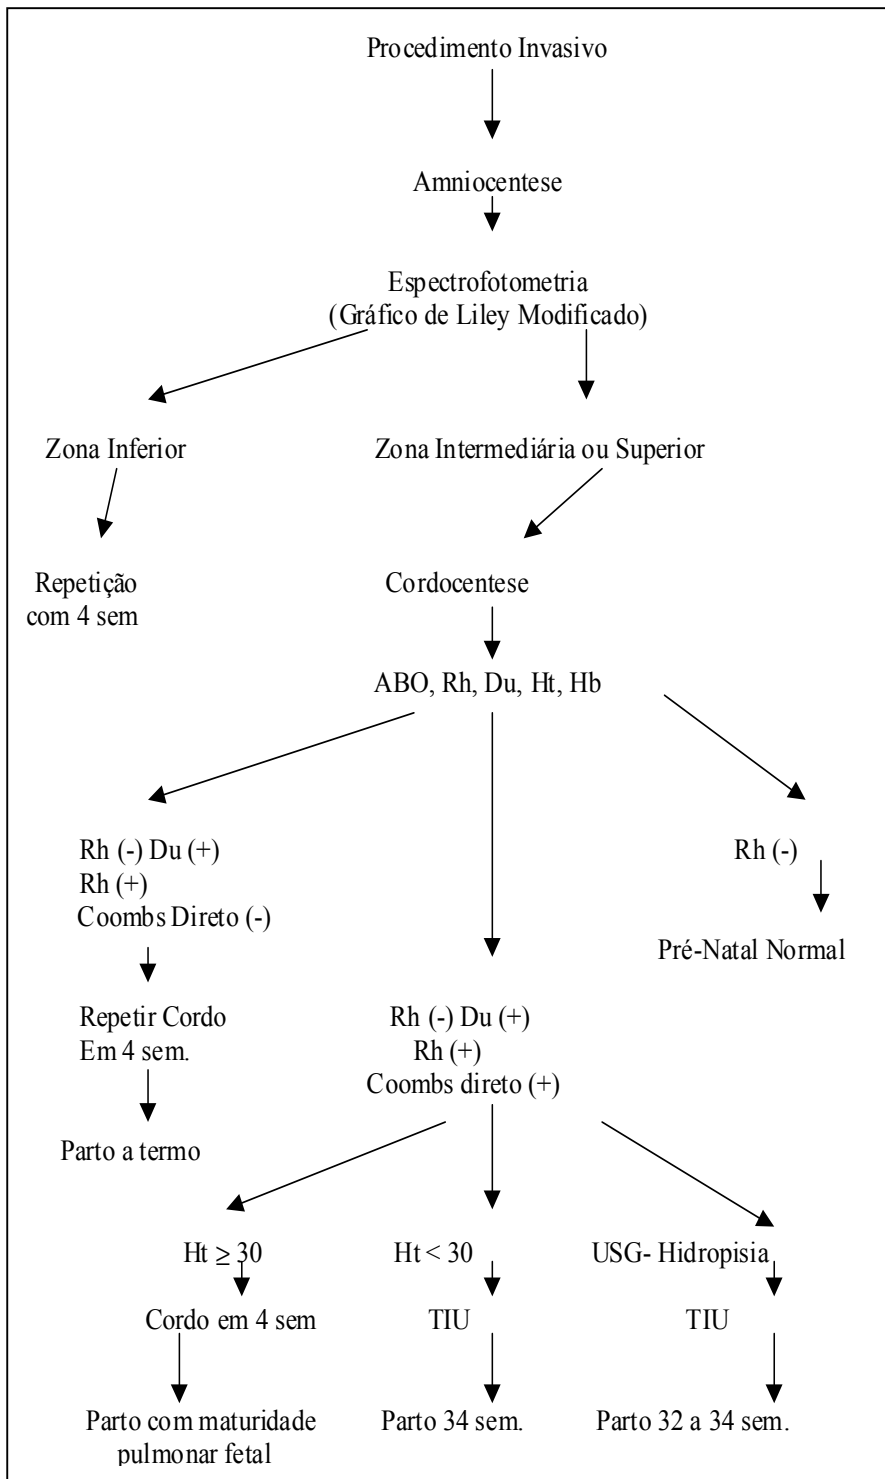 Procedimento Invasivo
Amniocentese
Espectrofotometria
(Gráfico de Liley Modificado)
Zona Inferior
Zona Intermediária ou Superior
Repetição
com 4 sem
Cordocentese
ABO, Rh, Du, Ht, Hb
Rh (-) Du (+)
Rh (+)
Coombs Direto (-)
Rh (-)
Pré-Natal Normal
Repetir Cordo
Em 4 sem.
Rh (-) Du (+)
Rh (+)
Coombs direto (+)
Parto a termo
Ht ≥ 30
Ht < 30
USG- Hidropisia
Cordo em 4 sem
TIU
TIU
Parto com maturidade
pulmonar fetal
Parto 34 sem.
Parto 32 a 34 sem.